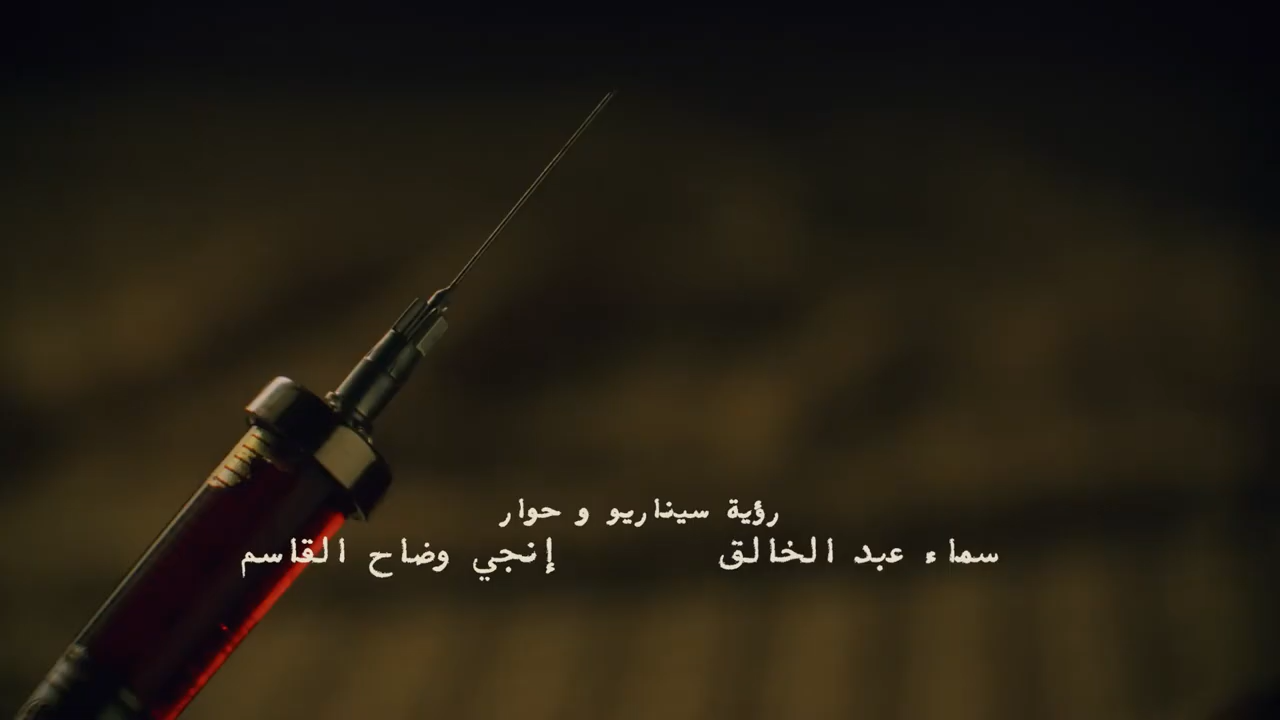 رؤية سيناريو و حوار
سماء عبد الخالق إنجي وضاح القاسم